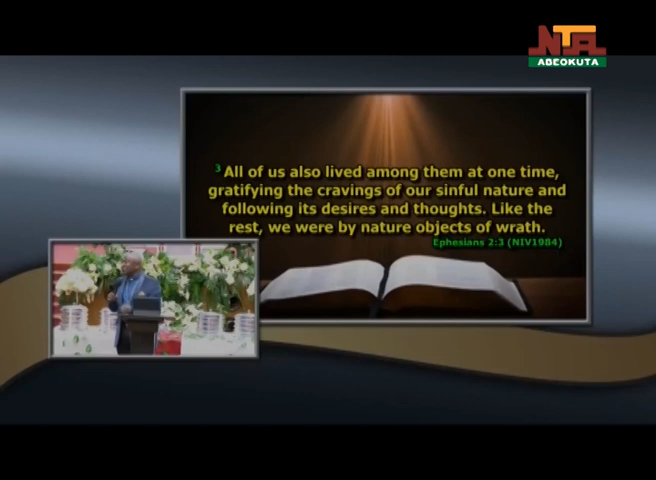 NTA
ABEOKUTA
3 All of us also lived among them at one time,
gratifying the cravings of our sinful nature and
following its desires and thoughts. Like the
rest, we were by nature objects of wrath.
Ephesians 2:3 (NIV1984)